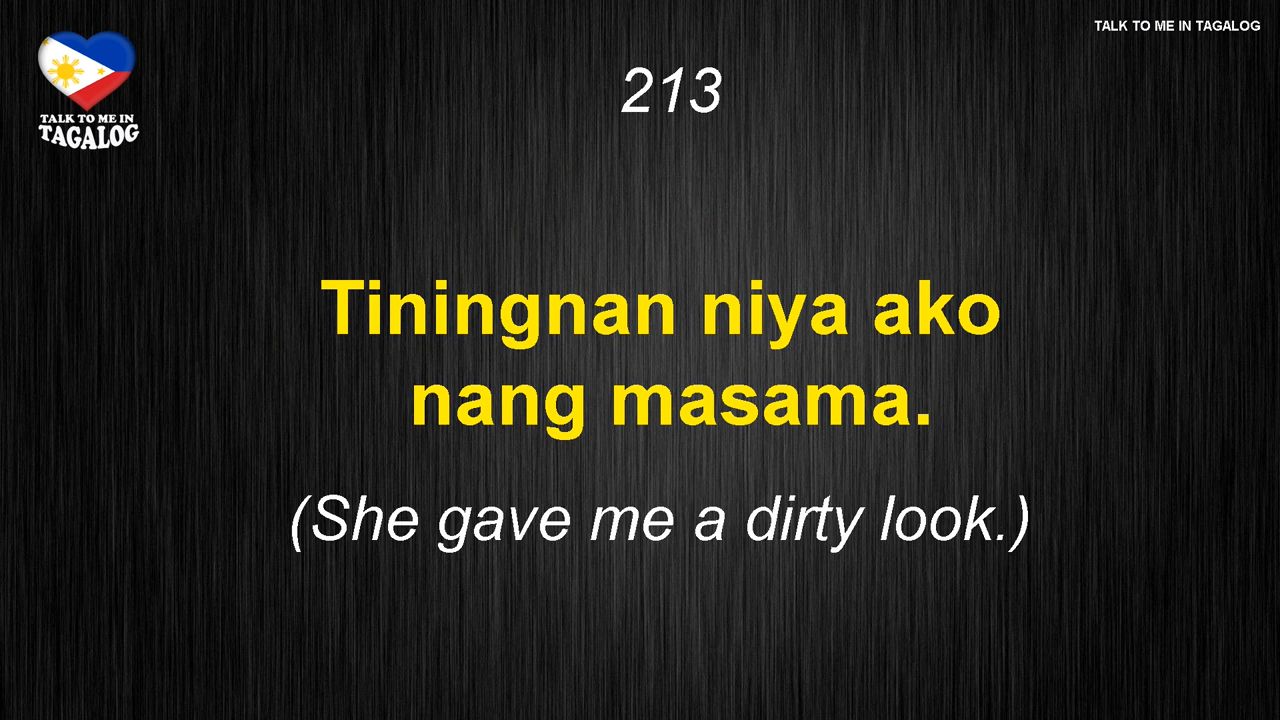 TALK TO ME IN TAGALOG
TALK TO ME IN
TAGALOG
213
Tiningnan niya ako
nang masama.
(She gave me a dirty look.)